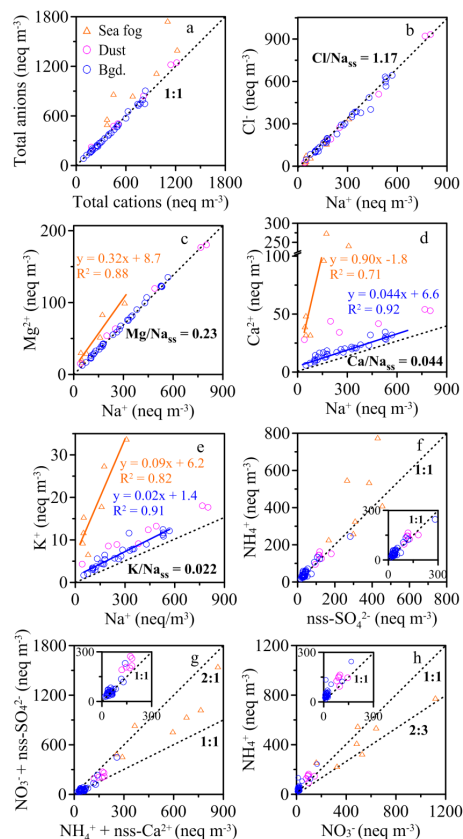 a
Sea fog
Dust
Bgd.
1:1
Total anions (neq m-3)
1800
1200
600
0
0 600 1200 1800
Total cations (neq m-3)
b
Cl/Nass = 1.17
Cl- (neq m-3)
900
600
300
0
0 300 600 900
Na+ (neq m-3)
c
y = 0.32x + 8.7
R2 = 0.88
Mg/Nass = 0.23
Mg2+ (neq m-3)
200
100
0
0 300 600 900
Na+ (neq m-3)
d
y = 0.90x -1.8
R2 = 0.71
y = 0.044x + 6.6
R2 = 0.92
Ca/Nass = 0.044
Ca2+ (neq m-3)
300
250
100
50
0
0 300 600 900
Na+ (neq m-3)
e
y = 0.09x + 6.2
R2 = 0.82
y = 0.02x + 1.4
R2 = 0.91
K/Nass = 0.022
K+ (neq m-3)
30
20
10
0
0 300 600 900
Na+ (neq/m3)
f
1:1
1:1
300
0
0 300
NH4+ (neq m-3)
800
600
400
200
0
0 200 400 600 800
nss-SO42- (neq m-3)
g
2:1
1:1
1:1
300
0
0 390
NO3- + nss-SO42- (neq m-3)
1800
1350
900
450
0
0 300 600 900
NH4+ + nss-Ca2+ (neq m-3)
h
1:1
2:3
1:1
300
0
0 640
NH4+ (neq m-3)
1200
900
600
300
0
0 400 800 1200
NO3- (neq m-3)